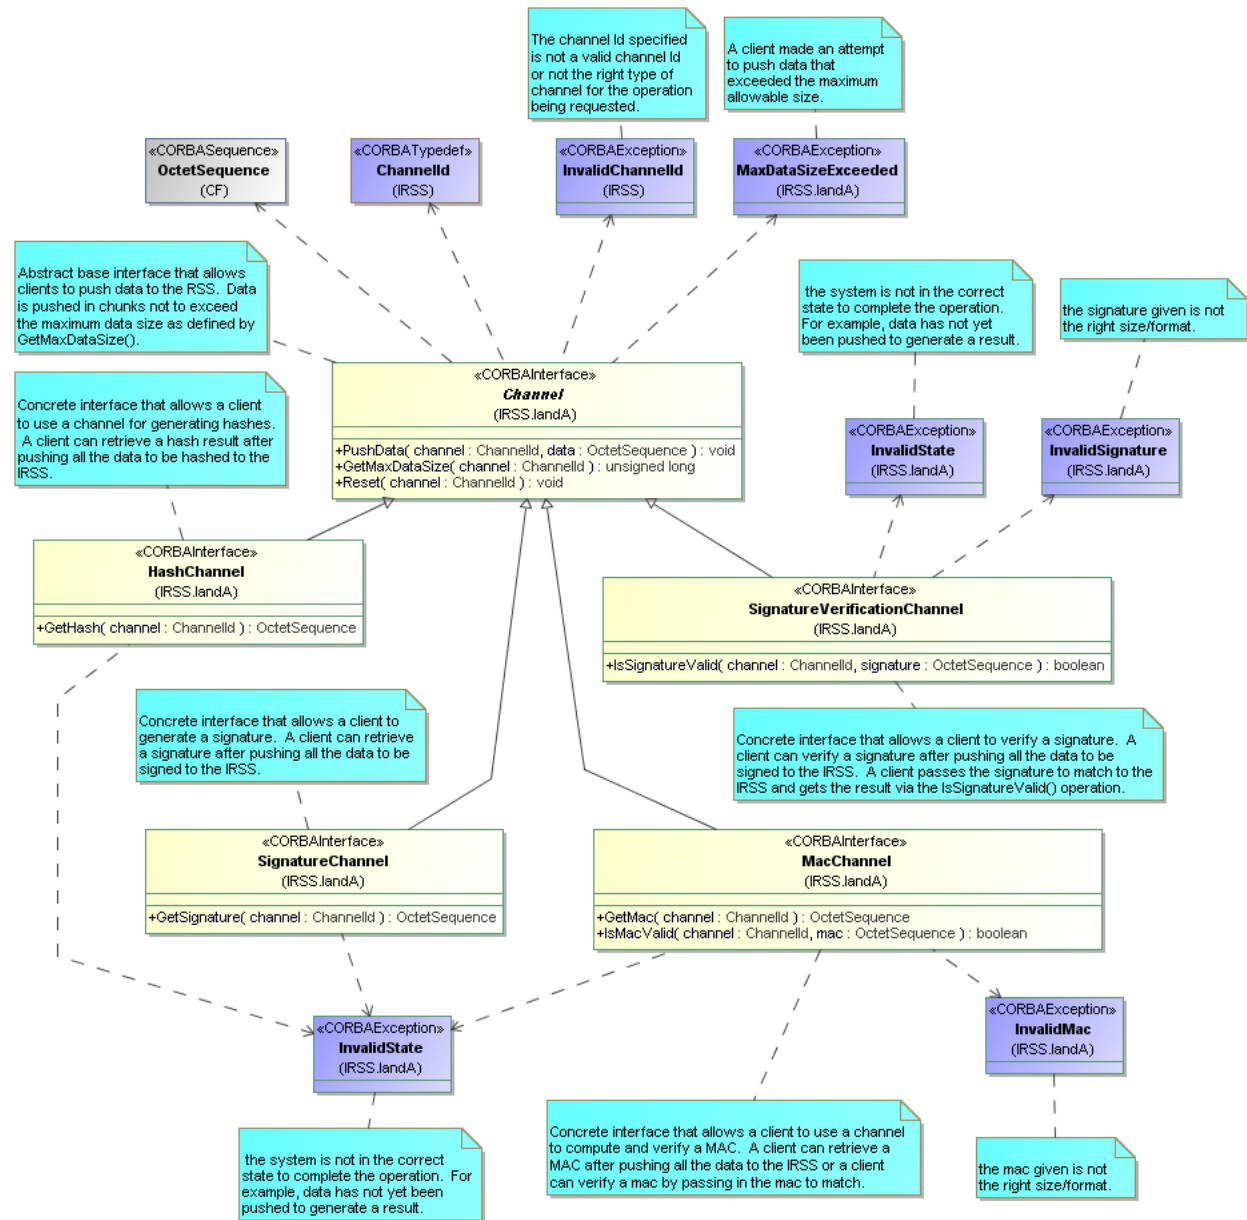 The channel Id specified
is not a valid channel Id
or not the right type of
channel for the operation
being requested.
A client made an attempt
to push data that
exceeded the maximum
allowable size.
«CORBASequence»
OctetSequence
(CF)
«CORBATypedef»
ChannelId
(IRSS)
«CORBAException»
InvalidChannelId
(IRSS)
«CORBAException»
MaxDataSizeExceeded
(IRSS.IandA)
Abstract base interface that allows
clients to push data to the RSS. Data
is pushed in chunks not to exceed
the maximum data size as defined by
GetMaxDataSize().
the system is not in the correct
state to complete the operation.
For example, data has not yet
been pushed to generate a result.
the signature given is not
the right size/format.
«CORBAInterface»
Channel
(IRSS.IandA)
+PushData( channel : ChannelId, data : OctetSequence ) : void
+GetMaxDataSize( channel : ChannelId ) : unsigned long
+Reset( channel : ChannelId ) : void
Concrete interface that allows a client
to use a channel for generating hashes.
A client can retrieve a hash result after
pushing all the data to be hashed to the
IRSS.
«CORBAException»
InvalidState
(IRSS.IandA)
«CORBAException»
InvalidSignature
(IRSS.IandA)
«CORBAInterface»
HashChannel
(IRSS.IandA)
+GetHash( channel : ChannelId ) : OctetSequence
«CORBAInterface»
SignatureVerificationChannel
(IRSS.IandA)
+IsSignatureValid( channel : ChannelId, signature : OctetSequence ) : boolean
Concrete interface that allows a client to
generate a signature. A client can retrieve
a signature after pushing all the data to be
signed to the IRSS.
Concrete interface that allows a client to verify a signature. A
client can verify a signature after pushing all the data to be
signed to the IRSS. A client passes the signature to match to the
IRSS and gets the result via the IsSignatureValid() operation.
«CORBAInterface»
SignatureChannel
(IRSS.IandA)
+GetSignature( channel : ChannelId ) : OctetSequence
«CORBAInterface»
MacChannel
(IRSS.IandA)
+GetMac( channel : ChannelId ) : OctetSequence
+IsMacValid( channel : ChannelId, mac : OctetSequence ) : boolean
«CORBAException»
InvalidState
(IRSS.IandA)
«CORBAException»
InvalidMac
(IRSS.IandA)
the system is not in the correct
state to complete the operation. For
example, data has not yet been
pushed to generate a result.
Concrete interface that allows a client to use a channel
to compute and verify a MAC. A client can retrieve a
MAC after pushing all the data to the IRSS or a client
can verify a mac by passing in the mac to match.
the mac given is not
the right size/format.